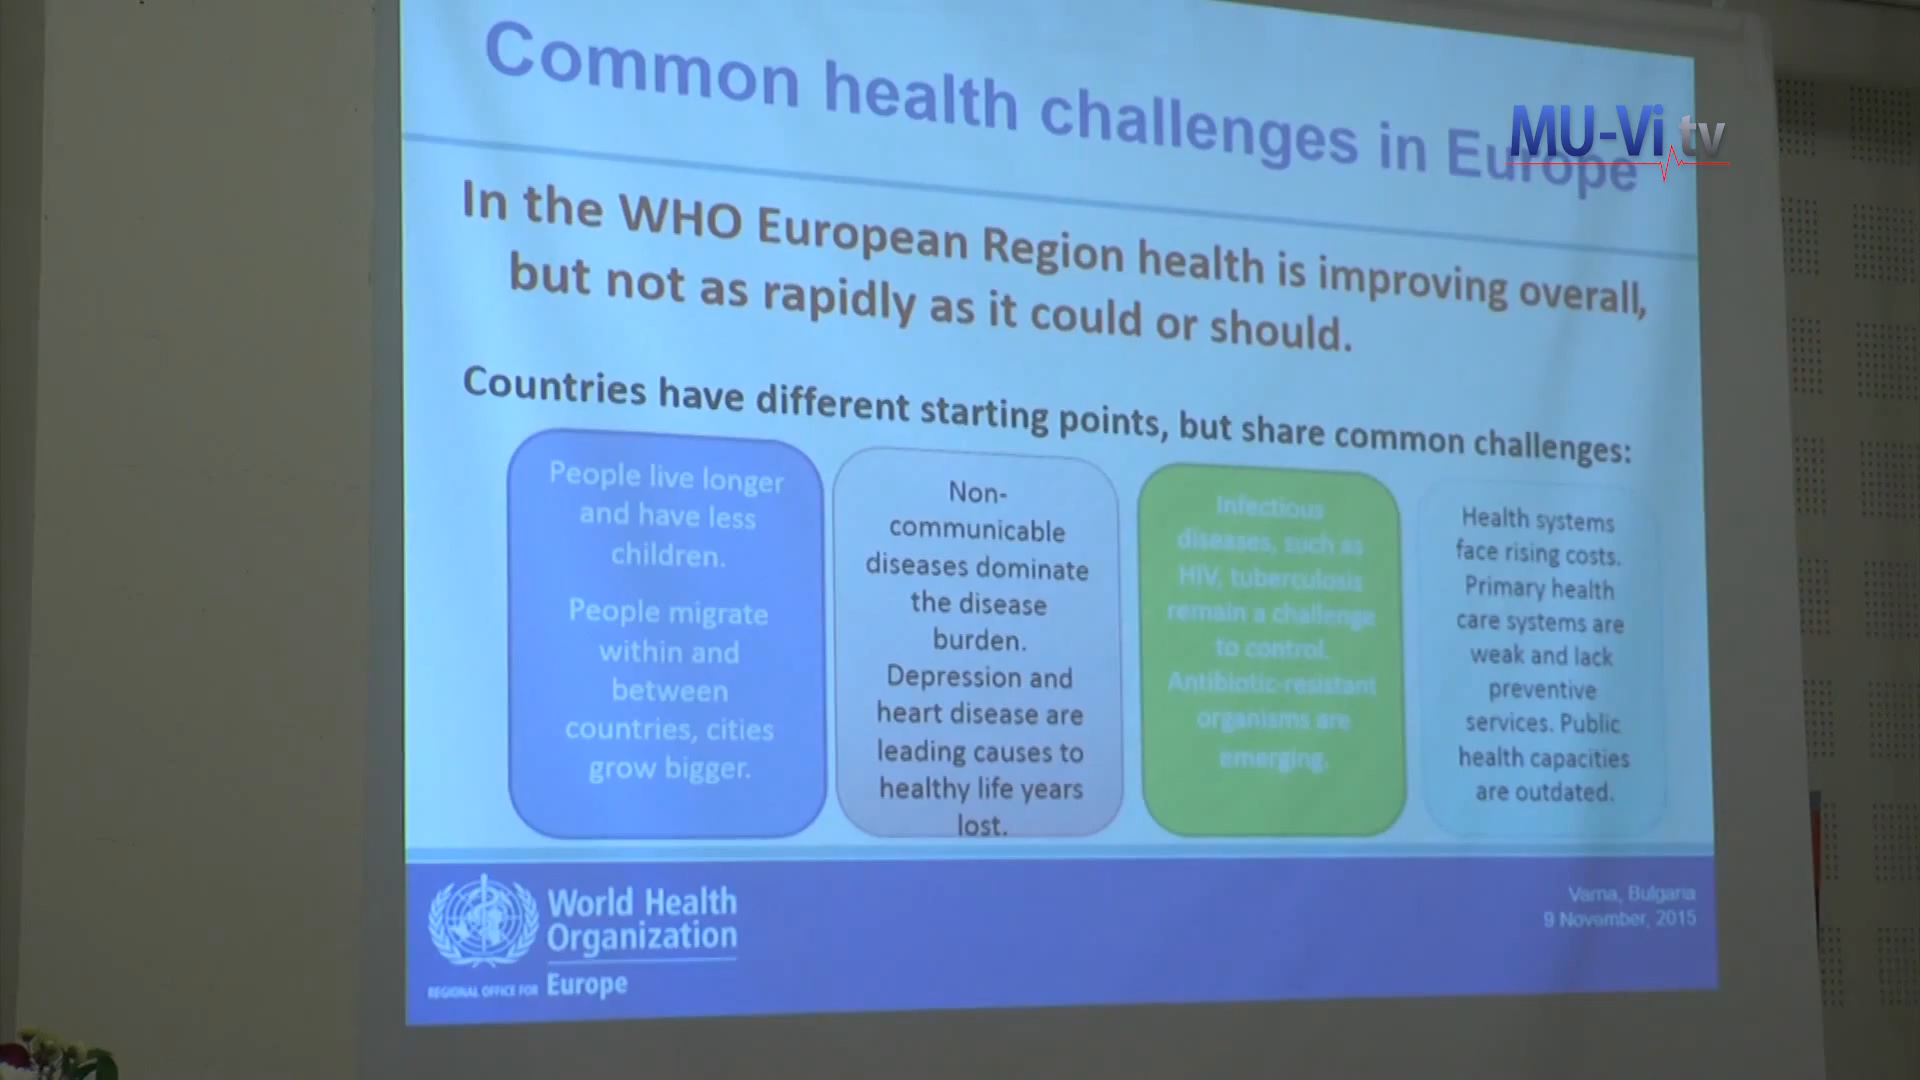 Common health challenges in Europe
MU-Vi.tv
In the WHO European Region health is improving overall,
but not as rapidly as it could or should.
Countries have different starting points, but share common challenges:
People live longer
and have less
children.
People migrate
within and
between
countries, cities
grow bigger.
Non-
communicable
diseases dominate
the disease
burden.
Depression and
heart disease are
leading causes to
healthy life years
lost.
Infectious
diseases, such as
HIV, tuberculosis
remain a challenge
to control.
Antibiotic-resistant
organisms are
emerging.
Health systems
face rising costs.
Primary health
care systems are
weak and lack
preventive
services. Public
health capacities
are outdated.
World Health
Organization
REGIONAL OFFICE FOR Europe
Varna, Bulgaria
9 November, 2015